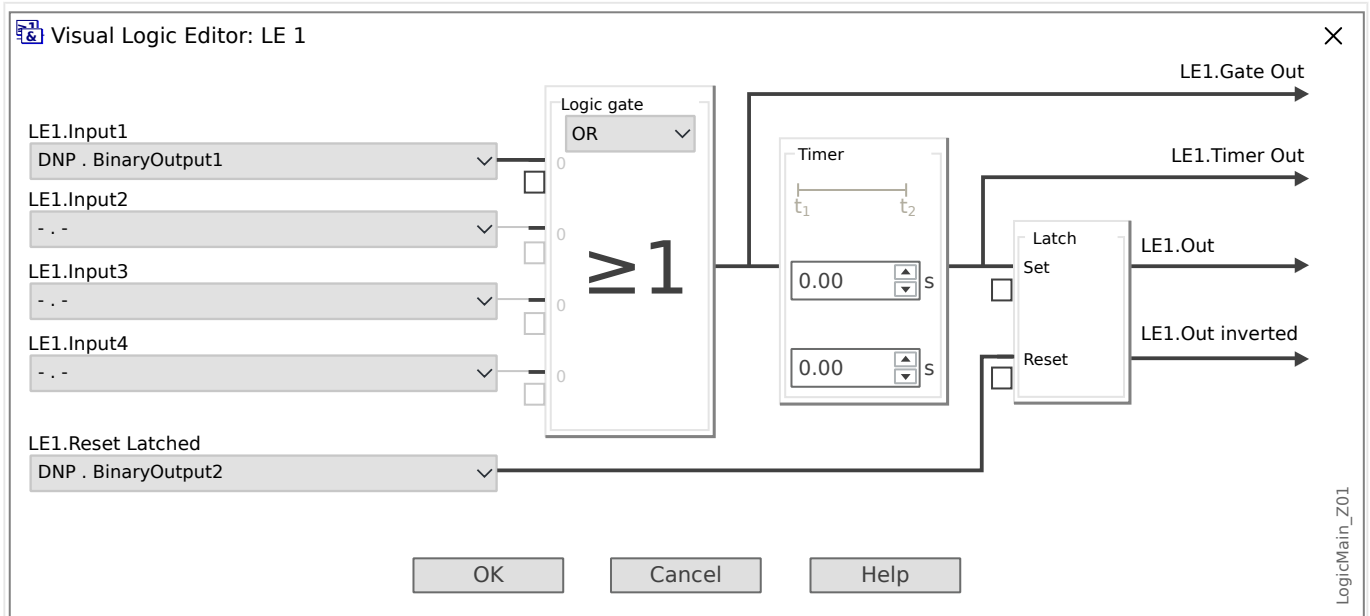 ≥1
&
Visual Logic Editor: LE 1
LE1.Gate Out
Logic gate
OR
LE1.Input1
DNP . BinaryOutput1
0
LE1.Input2
- . -
0
LE1.Input3
- . -
0
LE1.Input4
- . -
0
≥1
Timer
t1
t2
0.00
s
0.00
s
LE1.Timer Out
Latch
Set
Reset
LE1.Out
LE1.Out inverted
LE1.Reset Latched
DNP . BinaryOutput2
OK
Cancel
Help
LogicMain_Z01